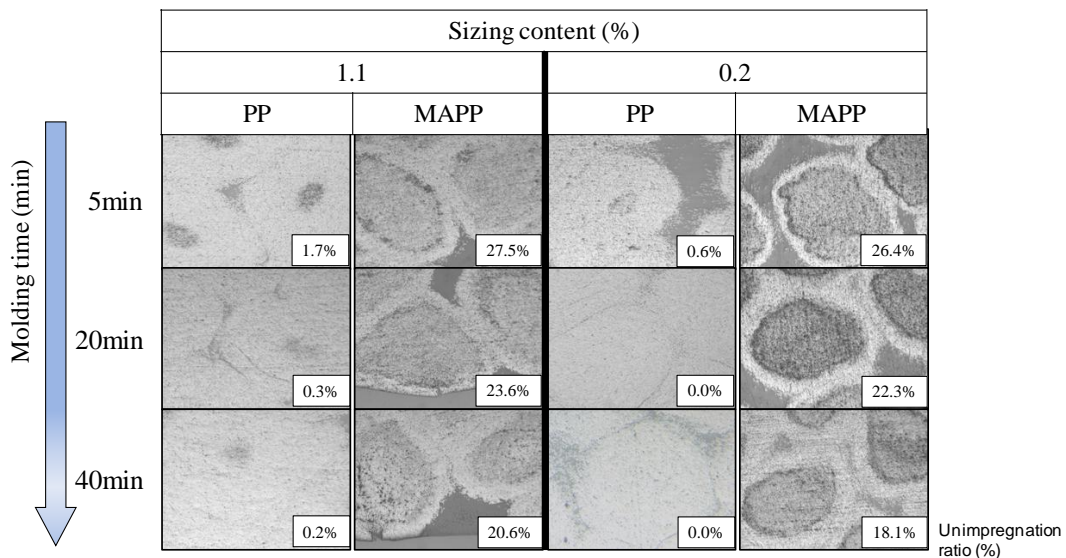 Sizing content (%)
1.1
0.2
PP
MAPP
PP
MAPP
Molding time (min)
5min
1.7%
27.5%
0.6%
26.4%
20min
0.3%
23.6%
0.0%
22.3%
40min
0.2%
20.6%
0.0%
18.1%
Unimpregnation
ratio (%)